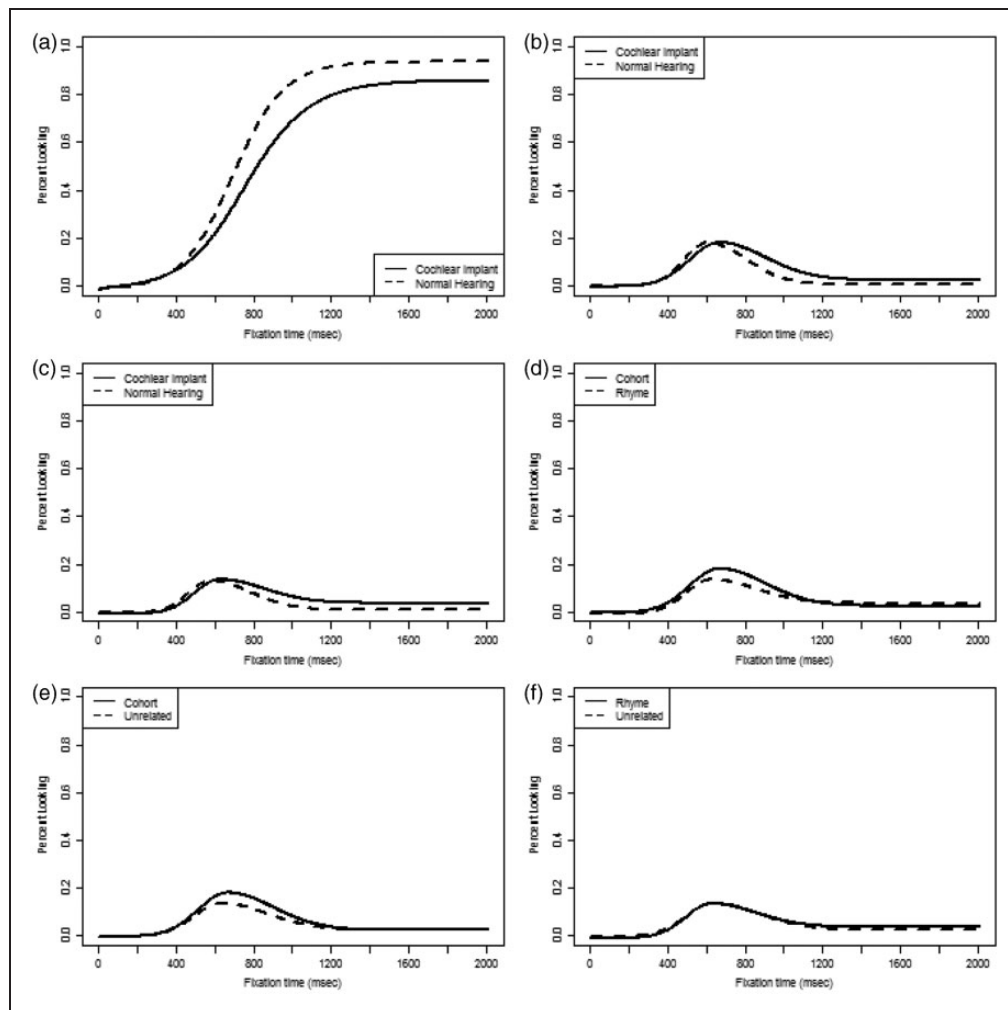 (a)
1.0
0.8
0.6
0.4
0.2
0.0
Percent Looking
Cochlear Implant
Normal Hearing
0 400 800 1200 1600 2000
Fixation time (msec)
(b)
Cochlear Implant
Normal Hearing
1.0
0.8
0.6
0.4
0.2
0.0
Percent Looking
0 400 800 1200 1600 2000
Fixation time (msec)
(c)
Cochlear Implant
Normal Hearing
1.0
0.8
0.6
0.4
0.2
0.0
Percent Looking
0 400 800 1200 1600 2000
Fixation time (msec)
(d)
Cohort
Rhyme
1.0
0.8
0.6
0.4
0.2
0.0
Percent Looking
0 400 800 1200 1600 2000
Fixation time (msec)
(e)
Cohort
Unrelated
1.0
0.8
0.6
0.4
0.2
0.0
Percent Looking
0 400 800 1200 1600 2000
Fixation time (msec)
(f)
Rhyme
Unrelated
1.0
0.8
0.6
0.4
0.2
0.0
Percent Looking
0 400 800 1200 1600 2000
Fixation time (msec)